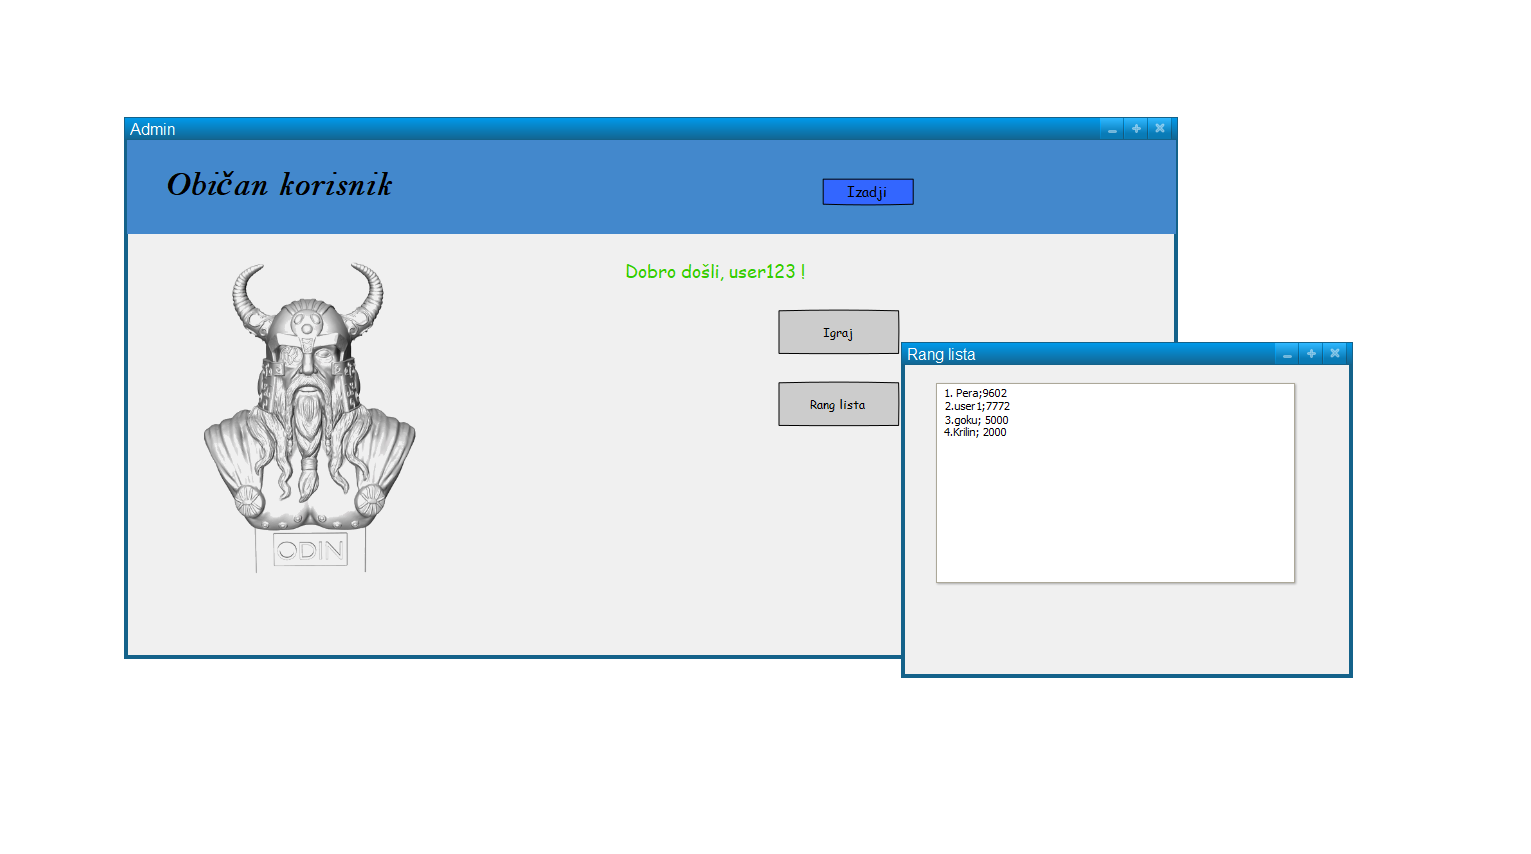 Admin
Običan korisnik
Izadji
Dobro došli, user123 !
Igraj
Rang lista
ODIN
Rang lista
1. Pera;9602
2.user1;7772
3.goku; 5000
4.Krilin; 2000